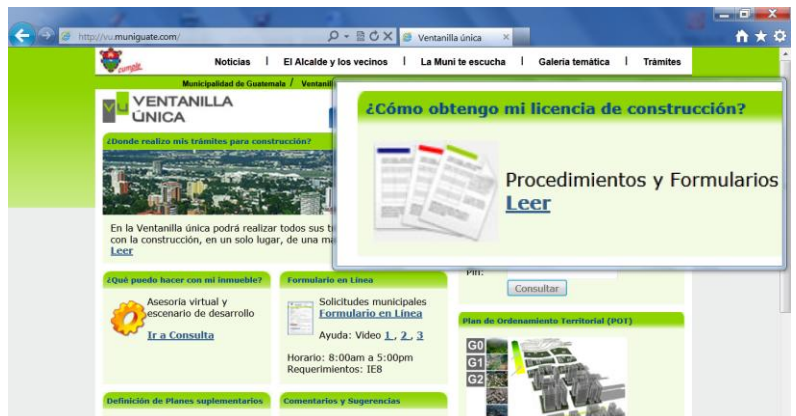 http://vu.muniguate.com/
Ventanilla única
cumple
Noticias | El Alcalde y los vecinos | La Muni te escucha | Galería temática | Trámites
Municipalidad de Guatemala /
VU VENTANILLA
ÚNICA
¿Donde realizo mis trámites para construcción?
En la Ventanilla única podrá realizar todos sus
con la construcción, en un solo lugar, de una
Leer
¿Cómo obtengo mi licencia de construcción?
Procedimientos y Formularios
Leer
Pin:
Consultar
¿Qué puedo hacer con mi inmueble?
Asesoría virtual y
escenario de desarrollo
Ir a Consulta
Formulario en Línea
Solicitudes municipales
Formulario en Línea
Ayuda: Video 1 , 2 , 3
Horario: 8:00am a 5:00pm
Requerimientos: IE8
Plan de Ordenamiento Territorial (POT)
G0
G1
G2
Definición de Planes suplementarios
Comentarios y Sugerencias